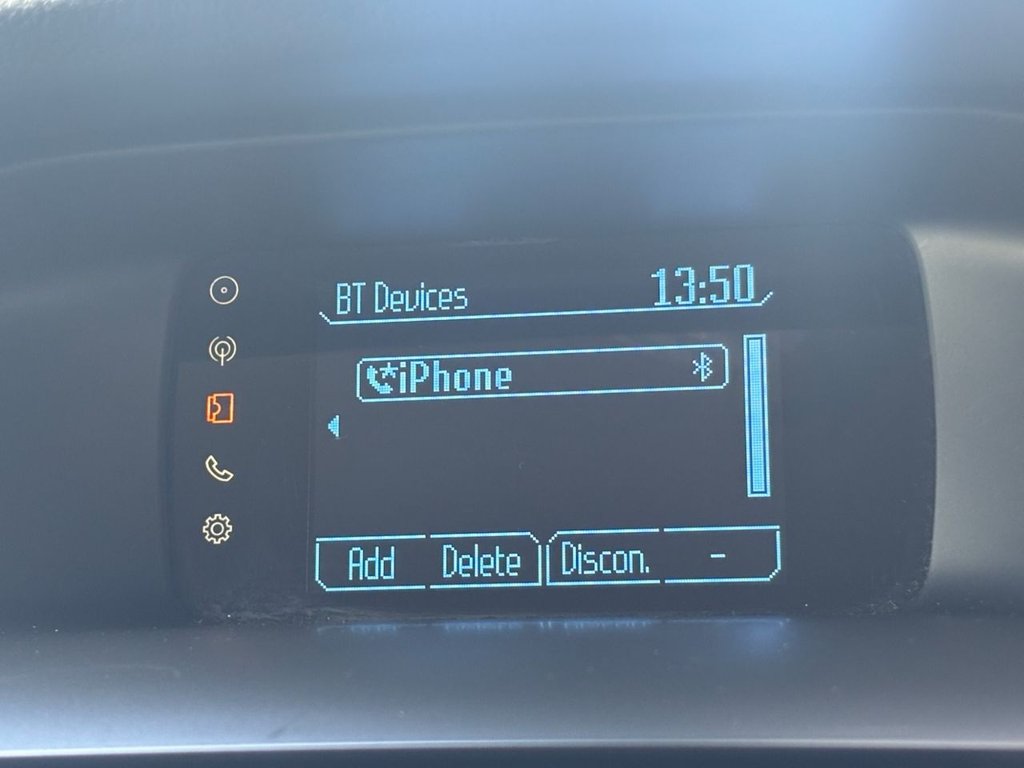 BT Devices 13:50
iPhone
Add Delete Discon. -